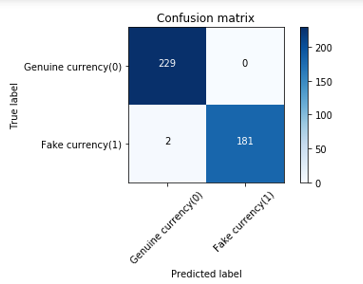 Confusion matrix
Genuine currency(0)
229
0
200
150
True label
100
Fake currency(1)
2
181
50
0
Genuine currency(0)
Fake currency(1)
Predicted label